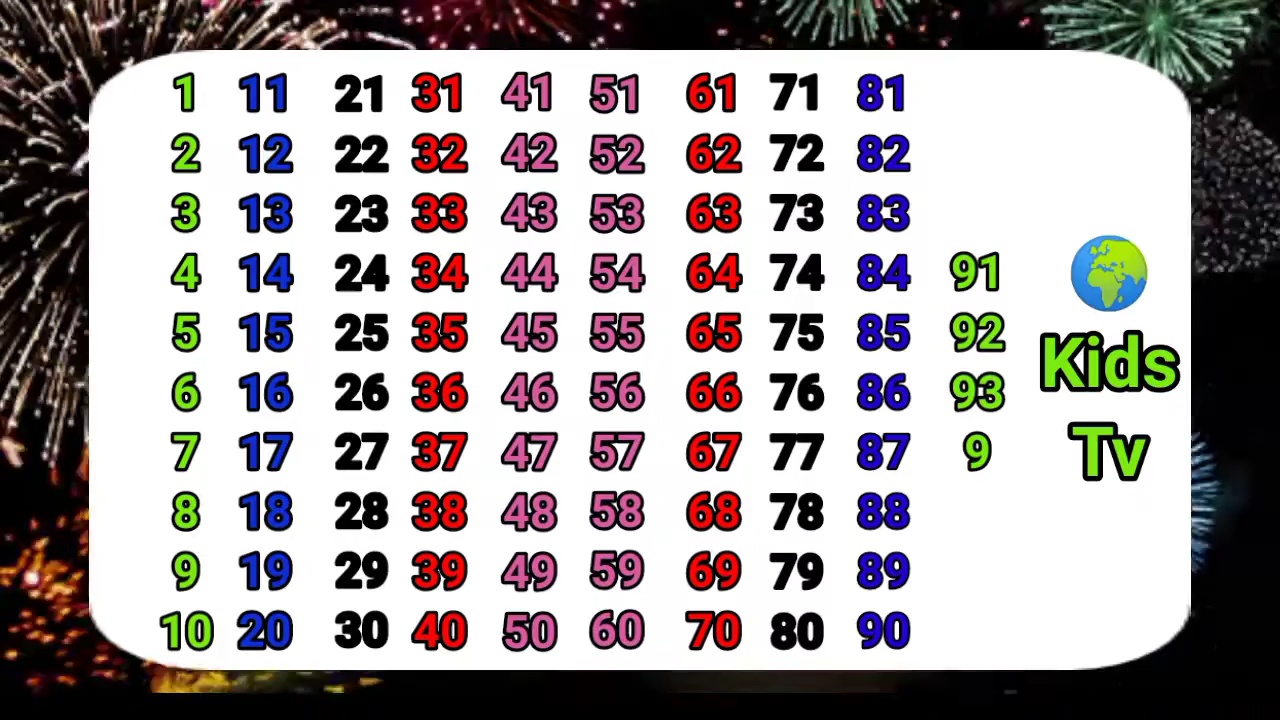 1 11 21 31 41 51 61 71 81
2 12 22 32 42 52 62 72 82
3 13 23 33 43 53 63 73 83
4 14 24 34 44 54 64 74 84 91
5 15 25 35 45 55 65 75 85 92
6 16 26 36 46 56 66 76 86 93
7 17 27 37 47 57 67 77 87 9
8 18 28 38 48 58 68 78 88
9 19 29 39 49 59 69 79 89
10 20 30 40 50 60 70 80 90
Kids
Tv